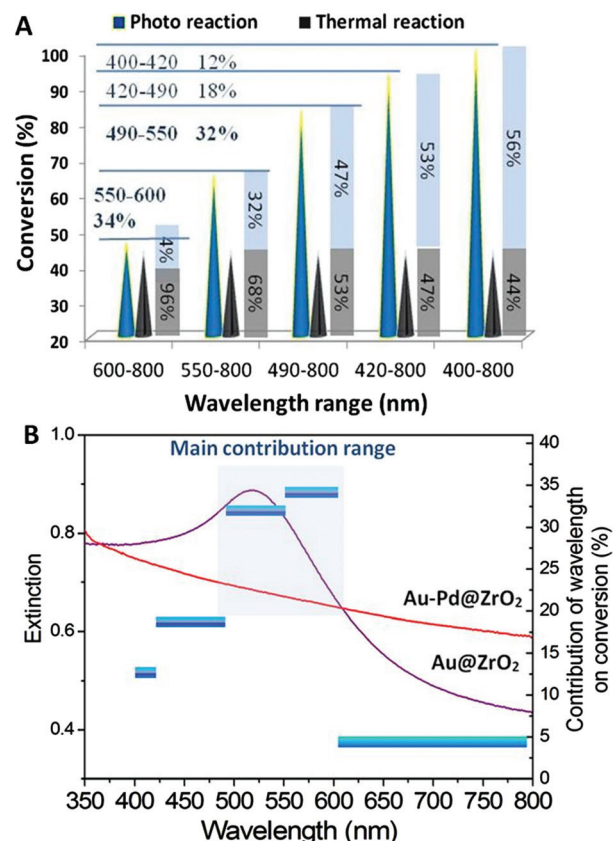 A
Photo reaction
Thermal reaction
Conversion (%)
100
90
80
70
60
50
40
30
20
400-420 12%
420-490 18%
490-550 32%
550-600
34%
4%
96%
32%
68%
47%
53%
53%
47%
56%
44%
600-800 550-800 490-800 420-800 400-800
Wavelength range (nm)
B
Main contribution range
Extinction
1.0
0.8
0.6
0.4
Au-Pd@ZrO₂
Au@ZrO₂
40
35
30
25
20
15
10
5
0
Contribution of wavelength
on conversion (%)
350 400 450 500 550 600 650 700 750 800
Wavelength (nm)